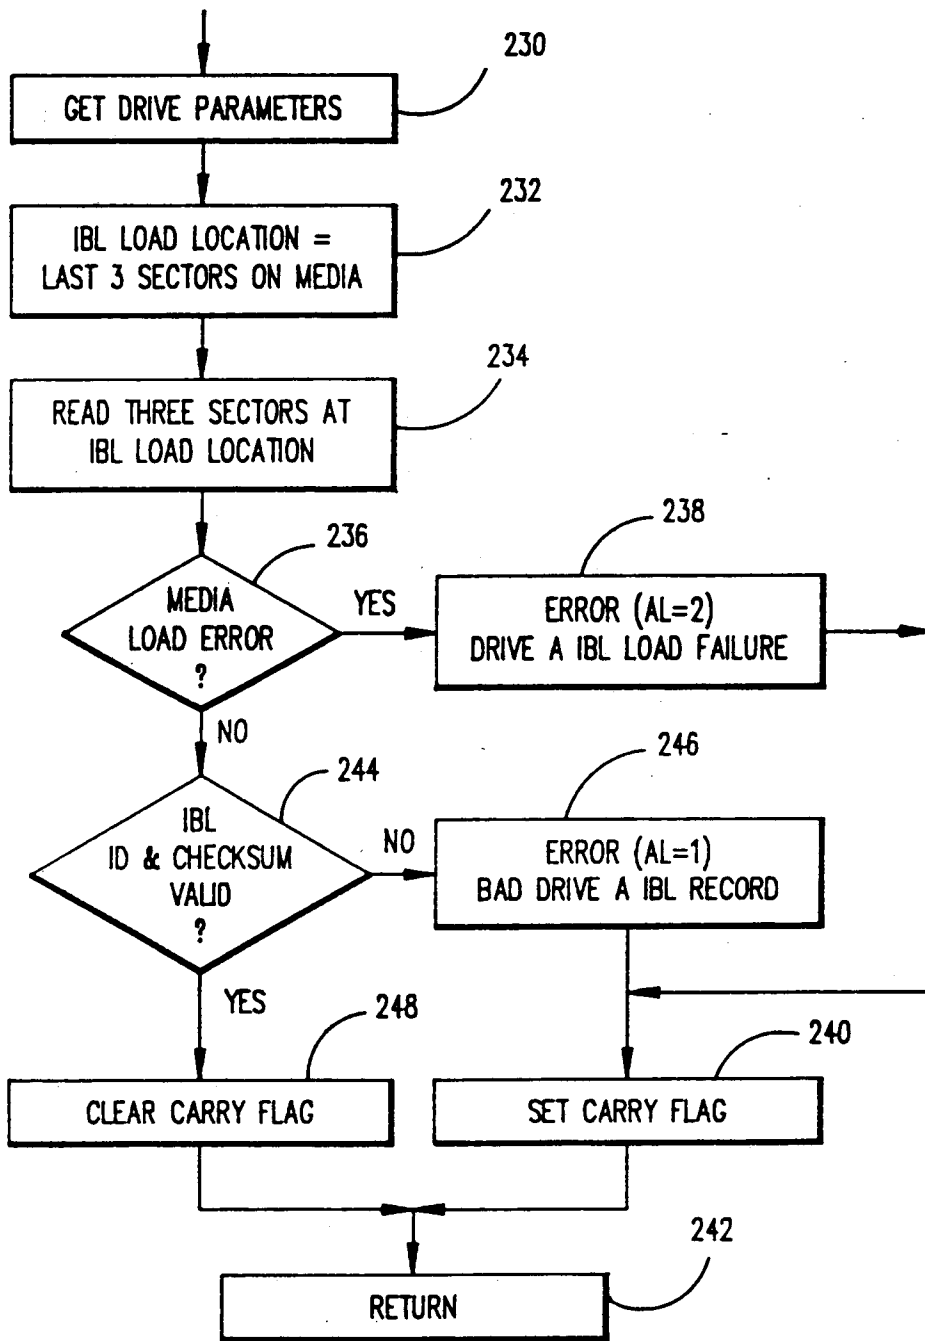 230
GET DRIVE PARAMETERS
232
IBL LOAD LOCATION =
LAST 3 SECTORS ON MEDIA
234
READ THREE SECTORS AT
IBL LOAD LOCATION
236
MEDIA
LOAD ERROR
?
YES
238
ERROR (AL=2)
DRIVE A IBL LOAD FAILURE
NO
244
IBL
ID & CHECKSUM
VALID
?
NO
246
ERROR (AL=1)
BAD DRIVE A IBL RECORD
YES
248
CLEAR CARRY FLAG
240
SET CARRY FLAG
242
RETURN